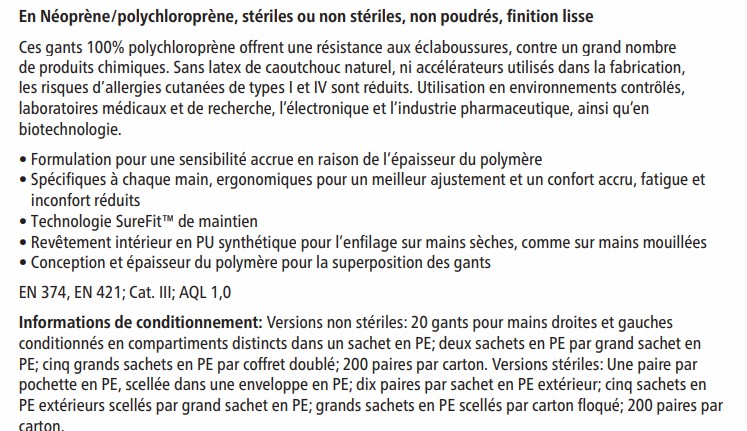 En Néoprène/polychloroprène, stériles ou non stériles, non poudrés, finition lisse
Ces gants 100% polychloroprène offrent une résistance aux éclaboussures, contre un grand nombre
de produits chimiques. Sans latex de caoutchouc naturel, ni accélérateurs utilisés dans la fabrication,
les risques d'allergies cutanées de types I et IV sont réduits. Utilisation en environnements contrôlés,
laboratoires médicaux et de recherche, l'électronique et l'industrie pharmaceutique, ainsi qu'en
biotechnologie.
• Formulation pour une sensibilité accrue en raison de l'épaisseur du polymère
• Spécifiques à chaque main, ergonomiques pour un meilleur ajustement et un confort accru, fatigue et
inconfort réduits
• Technologie SureFit™ de maintien
• Revêtement intérieur en PU synthétique pour l'enfilage sur mains sèches, comme sur mains mouillées
• Conception et épaisseur du polymère pour la superposition des gants
EN 374, EN 421; Cat. III; AQL 1,0
Informations de conditionnement: Versions non stériles: 20 gants pour mains droites et gauches
conditionnés en compartiments distincts dans un sachet en PE; deux sachets en PE par grand sachet en
PE; cinq grands sachets en PE par coffret doublé; 200 paires par carton. Versions stériles: Une paire par
pochette en PE, scellée dans une enveloppe en PE; dix paires par sachet en PE extérieur; cinq sachets en
PE extérieurs scellés par grand sachet en PE; grands sachets en PE scellés par carton floqué; 200 paires par
carton.